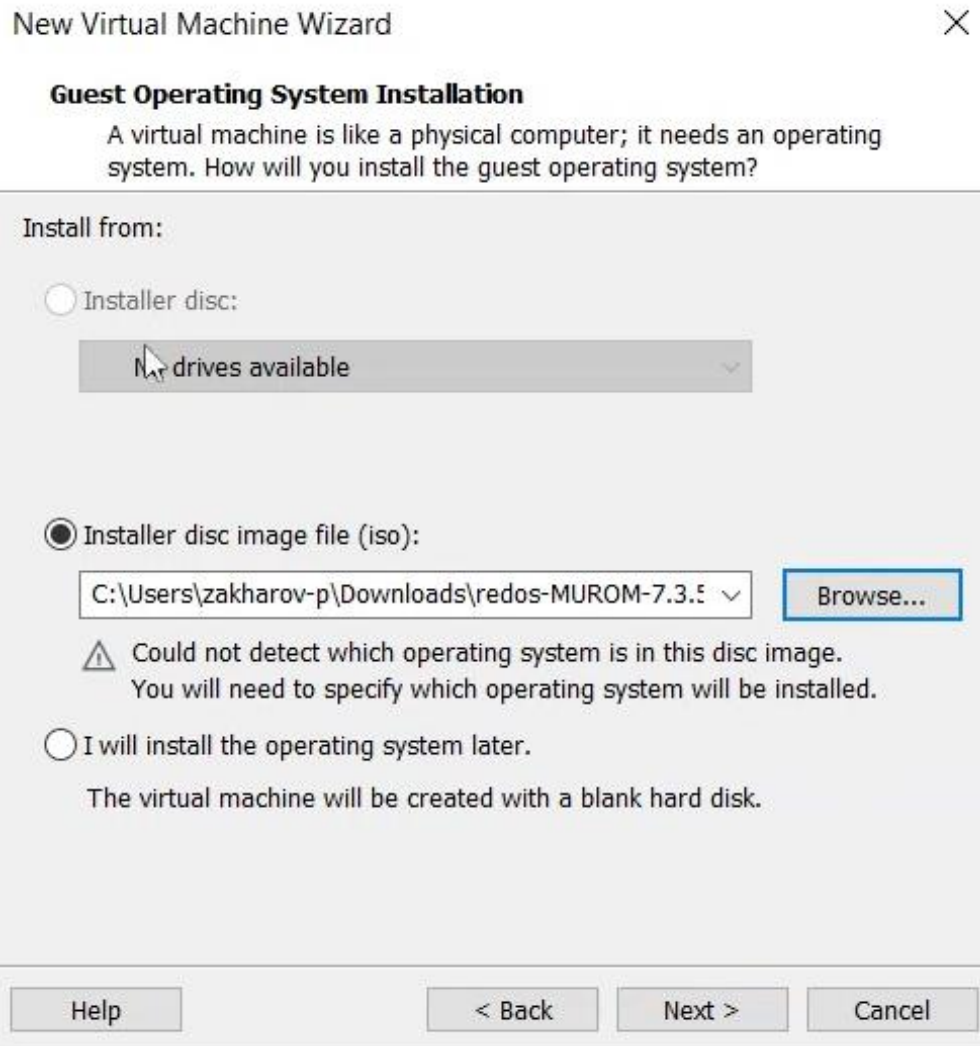 New Virtual Machine Wizard
Guest Operating System Installation
A virtual machine is like a physical computer; it needs an operating
system. How will you install the guest operating system?
Install from:
Installer disc:
drives available
Installer disc image file (iso):
C:\Users\zakharov-p\Downloads\redos-MUROM-7.3.5
Browse...
Could not detect which operating system is in this disc image.
You will need to specify which operating system will be installed.
I will install the operating system later.
The virtual machine will be created with a blank hard disk.
Help
< Back
Next >
Cancel